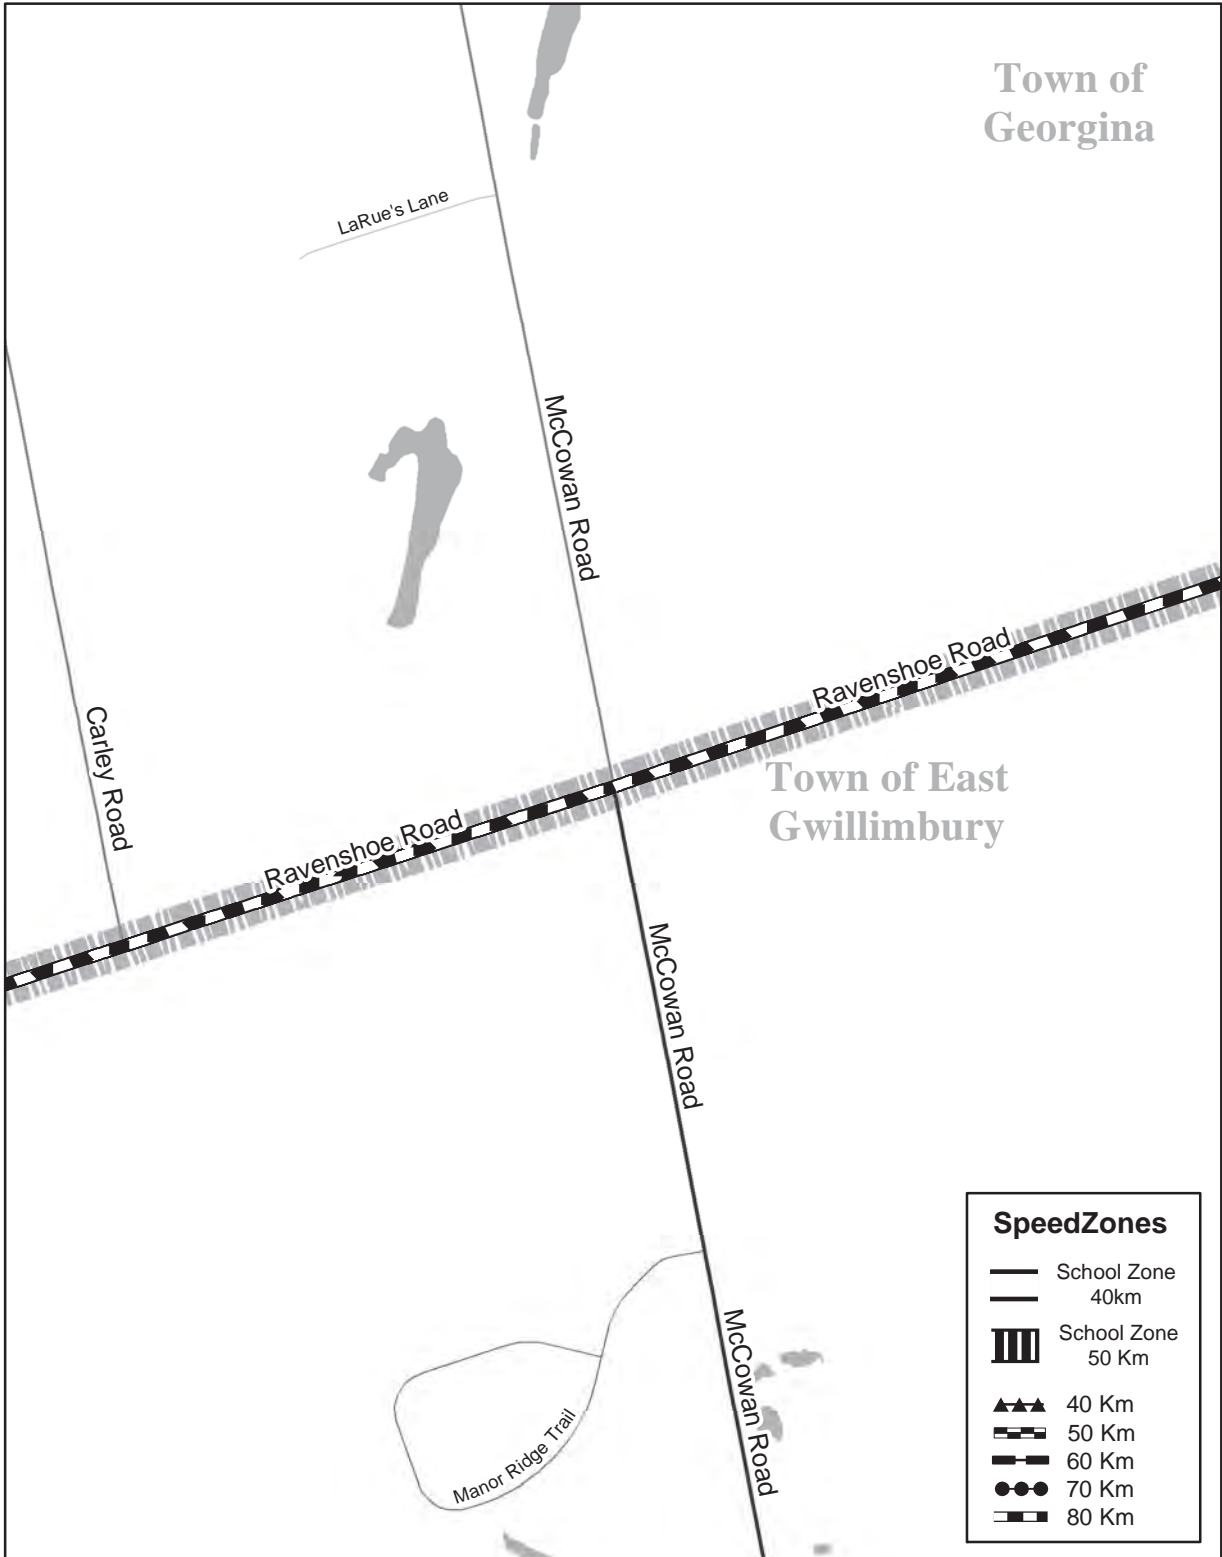 Town of
Georgina
LaRue's Lane
McCowan Road
Ravenshoe Road
Carley Road
Town of East
Gwillimbury
Ravenshoe Road
McCowan Road
SpeedZones
School Zone
40km
School Zone
50 Km
40 Km
50 Km
60 Km
70 Km
80 Km
McCowan Road
Manor Ridge Trail